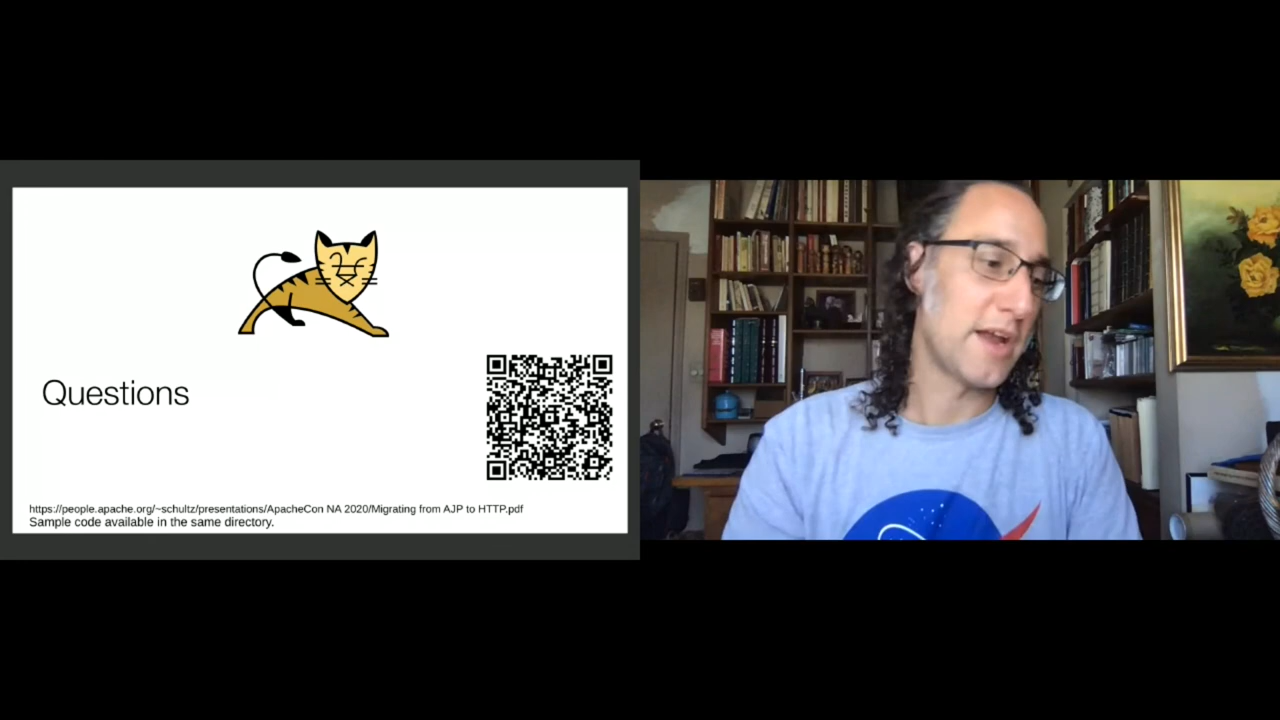 Questions
https://people.apache.org/~schultz/presentations/ApacheCon NA 2020/Migrating from AJP to HTTP.pdf
Sample code available in the same directory.